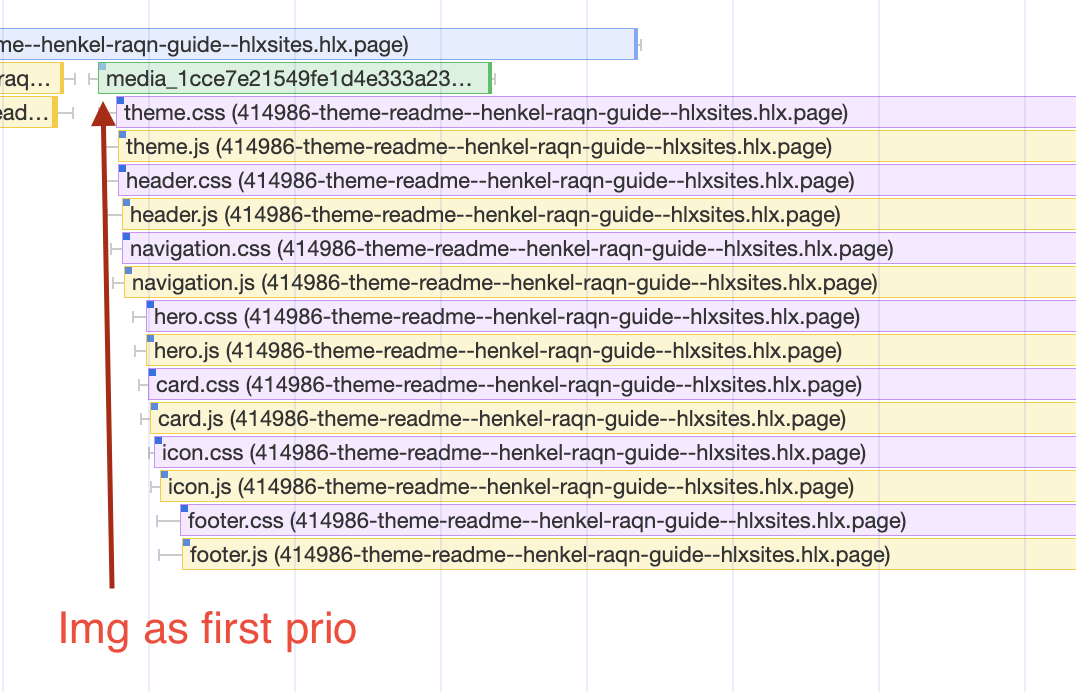 me--henkel-raqn-guide--hlxsites.hlx.page)
raq... media_1cce7e21549fe1d4e333a23...
ead... theme.css (414986-theme-readme--henkel-raqn-guide--hlxsites.hlx.page)
theme.js (414986-theme-readme--henkel-raqn-guide--hlxsites.hlx.page)
header.css (414986-theme-readme--henkel-raqn-guide--hlxsites.hlx.page)
header.js (414986-theme-readme--henkel-raqn-guide--hlxsites.hlx.page)
navigation.css (414986-theme-readme--henkel-raqn-guide--hlxsites.hlx.page)
navigation.js (414986-theme-readme--henkel-raqn-guide--hlxsites.hlx.page)
hero.css (414986-theme-readme--henkel-raqn-guide--hlxsites.hlx.page)
hero.js (414986-theme-readme--henkel-raqn-guide--hlxsites.hlx.page)
card.css (414986-theme-readme--henkel-raqn-guide--hlxsites.hlx.page)
card.js (414986-theme-readme--henkel-raqn-guide--hlxsites.hlx.page)
icon.css (414986-theme-readme--henkel-raqn-guide--hlxsites.hlx.page)
icon.js (414986-theme-readme--henkel-raqn-guide--hlxsites.hlx.page)
footer.css (414986-theme-readme--henkel-raqn-guide--hlxsites.hlx.page)
footer.js (414986-theme-readme--henkel-raqn-guide--hlxsites.hlx.page)
Img as first prio